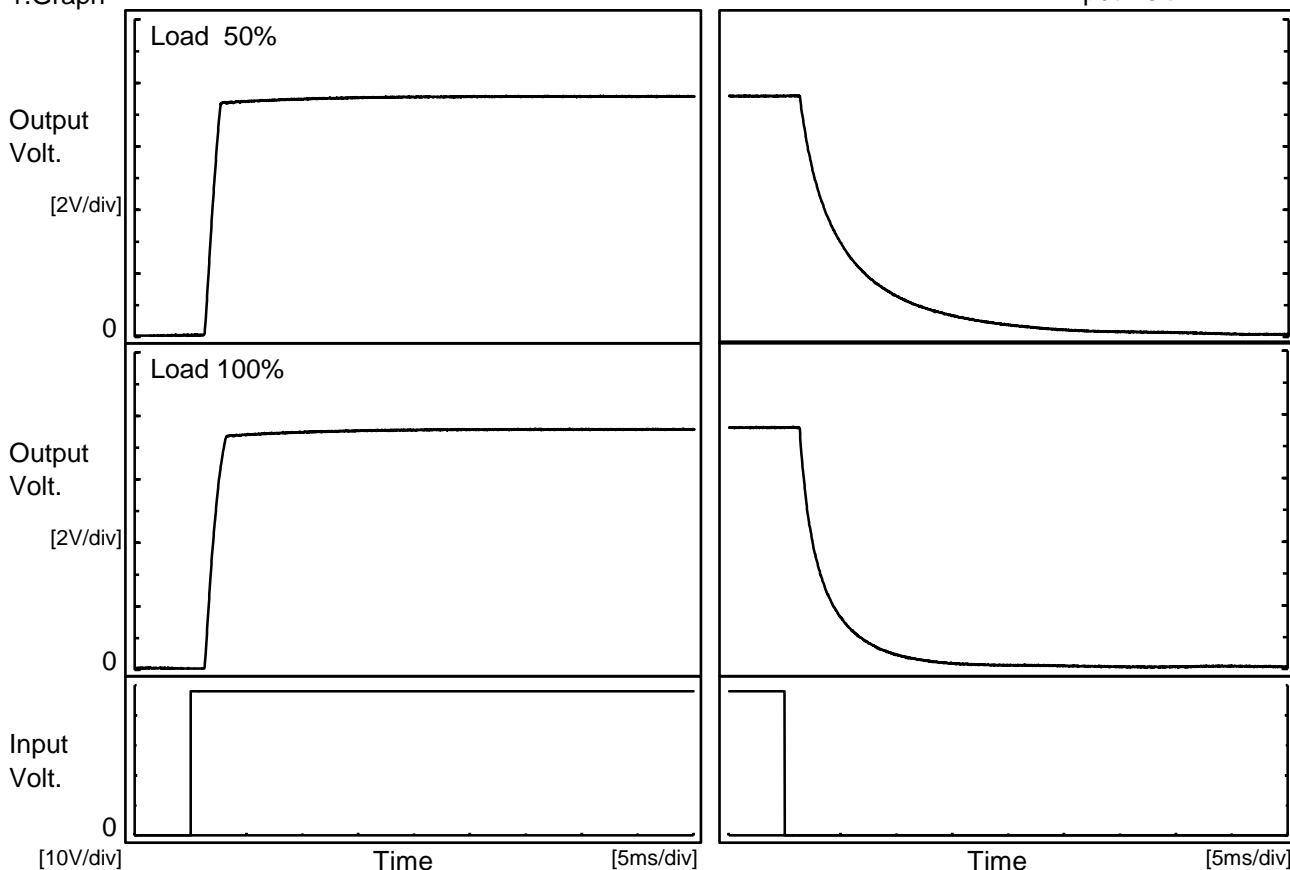 1.Graph
Load 50%
Output
Volt.
[2V/div]
0
Load 100%
Output
Volt.
[2V/div]
0
Input
Volt.
0
[10V/div]
Time
[5ms/div]
Time
[5ms/div]